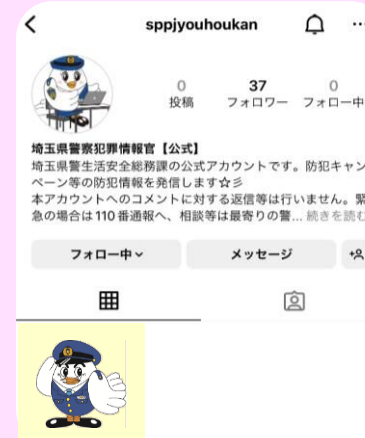 sppjyouhoukan
0 37 0
投稿 フォロワー フォロー中
埼玉県警察犯罪情報官【公式】
埼玉県警生活安全総務課の公式アカウントです。防犯キャン
ペーン等の防犯情報を発信します☆彡
本アカウントへのコメントに対する返信等は行いません。緊
急の場合は110番通報へ、相談等は最寄りの警... 続きを読む
フォロー中 メッセージ